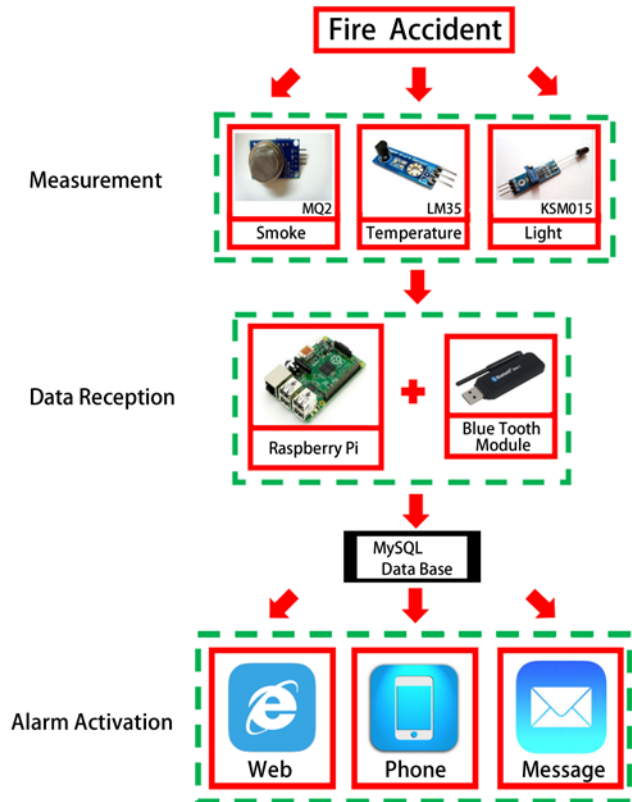 Fire Accident
Measurement
MQ2
LM35
KSM015
Smoke
Temperature
Light
Data Reception
Raspberry Pi
Blue Tooth
Module
MySQL
Data Base
Alarm Activation
Web
Phone
Message